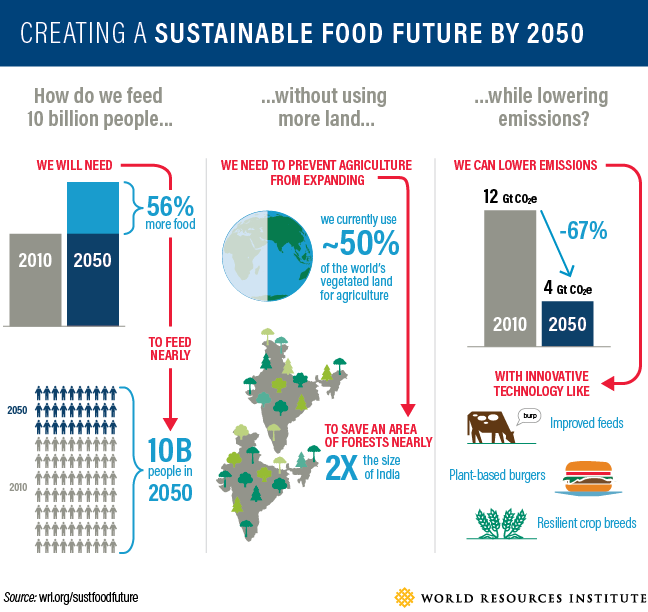 CREATING A SUSTAINABLE FOOD FUTURE BY 2050
How do we feed
10 billion people...
WE WILL NEED
56%
more food
2010
2050
TO FEED
NEARLY
2050
2010
10B
people in
2050
...without using
more land...
WE NEED TO PREVENT AGRICULTURE
FROM EXPANDING
we currently use
~50%
of the world's
vegetated land
for agriculture
TO SAVE AN AREA
OF FORESTS NEARLY
2X the size
of India
...while lowering
emissions?
WE CAN LOWER EMISSIONS
12 Gt CO₂e
-67%
4 Gt CO₂e
2010
2050
WITH INNOVATIVE
TECHNOLOGY LIKE
burp
Improved feeds
Plant-based burgers
Resilient crop breeds
Source: wri.org/sustfoodfuture
WORLD RESOURCES INSTITUTE